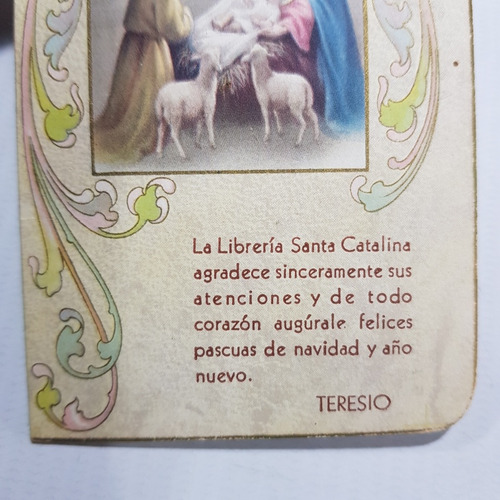 La Librería Santa Catalina
agradece sinceramente sus
atenciones y de todo
corazón augúrale felices
pascuas de navidad y año
nuevo.
TERESIO